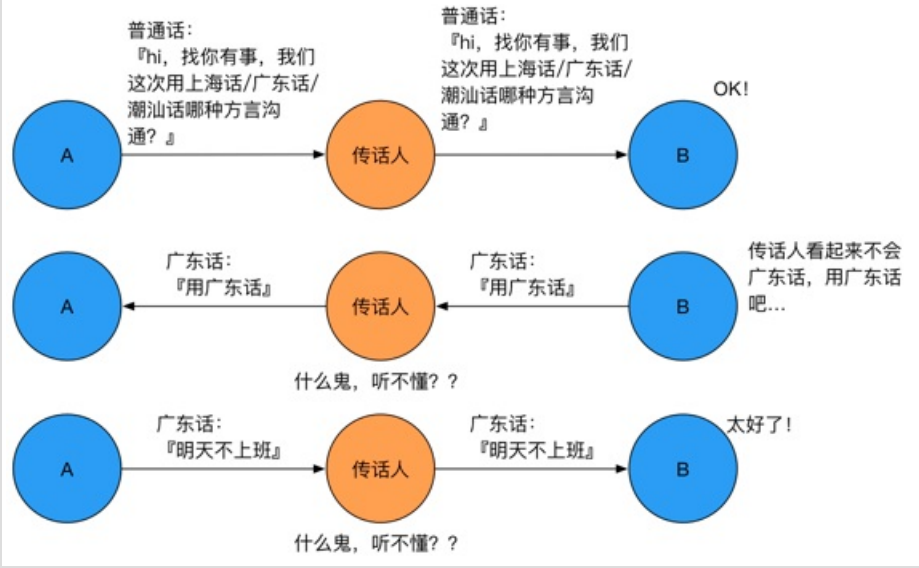 普通话：
『hi，找你有事，我们
这次用上海话/广东话/
潮汕话哪种方言沟
通？』
普通话：
『hi，找你有事，我们
这次用上海话/广东话/
潮汕话哪种方言沟
通？』
OK!
A
传话人
B
广东话：
『用广东话』
广东话：
『用广东话』
传话人看起来不会
广东话，用广东话
吧...
A
传话人
B
什么鬼，听不懂？？
广东话：
『明天不上班』
广东话：
『明天不上班』
太好了！
A
传话人
B
什么鬼，听不懂？？